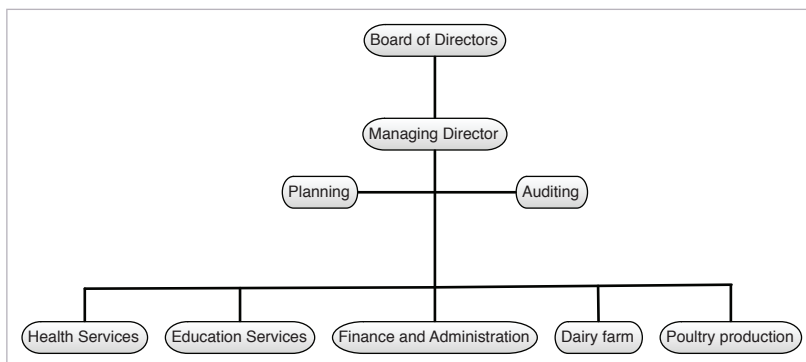 Board of Directors
Managing Director
Planning
Auditing
Health Services
Education Services
Finance and Administration
Dairy farm
Poultry production